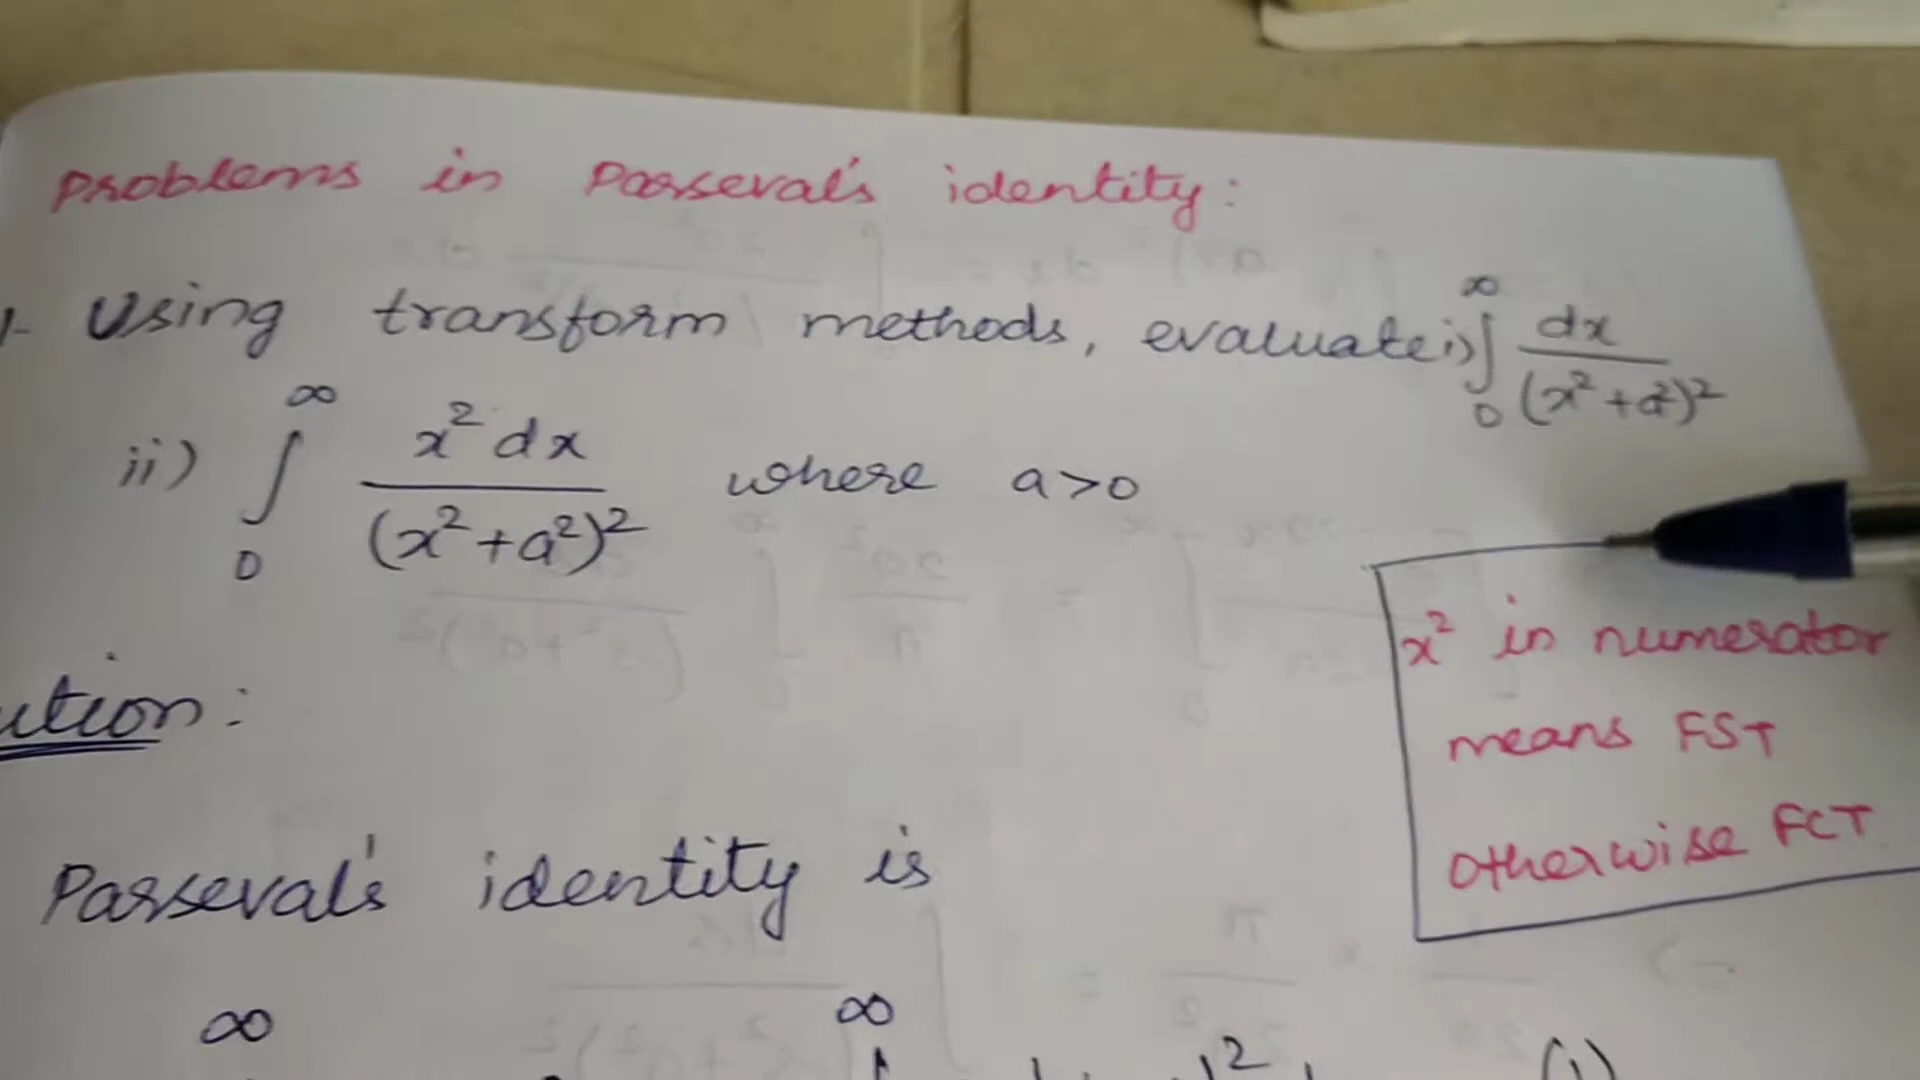 Problems in Parseval's identity:
1. Using transform methods, evaluate i) ∫₀^∞ dx/(x²+a²)²
ii) ∫₀^∞ x² dx/(x²+a²)² where a>0
x² in numerator
means FST
otherwise FCT
ution:
Parseval's identity is
∞ ∞